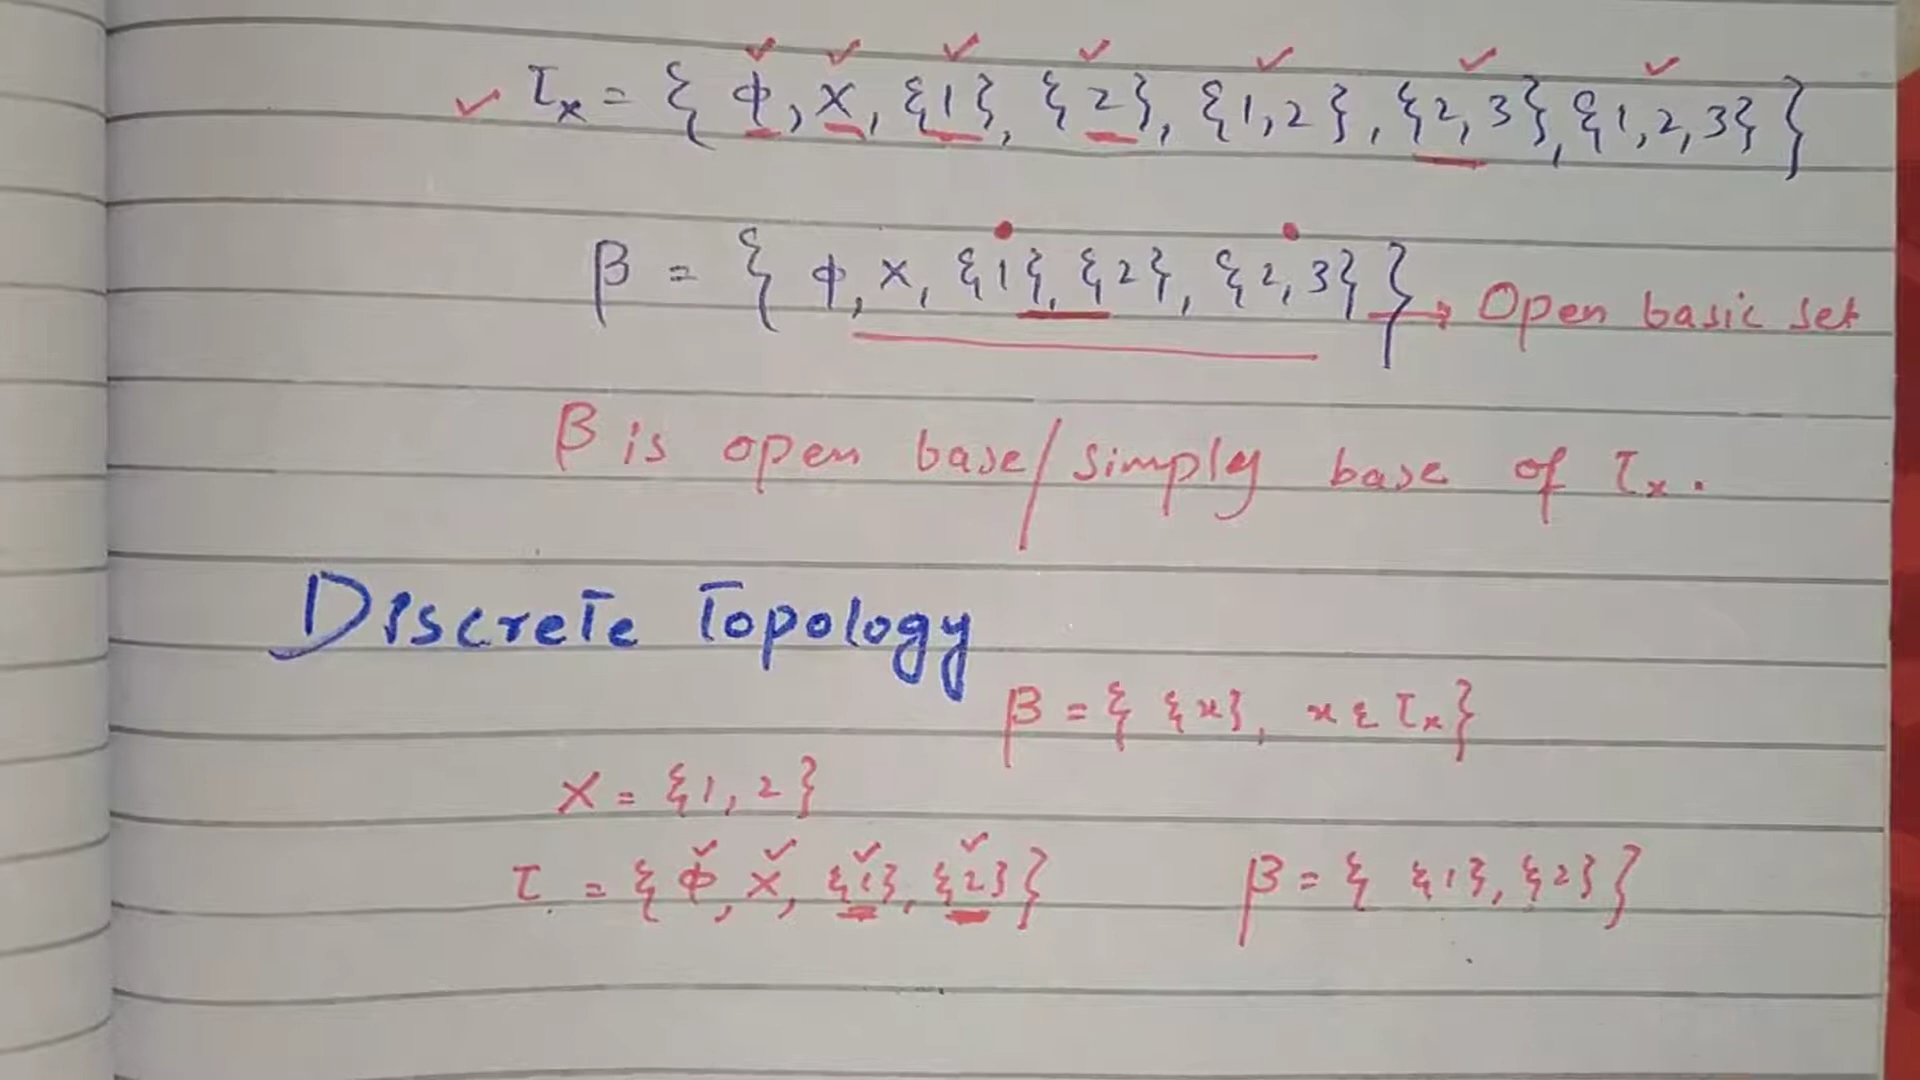 τₓ = { ϕ, X, {1}, {2}, {1,2}, {2,3}, {1,2,3} }
β = { ϕ, X, {1}, {2}, {2,3} } → Open basic set
β is open base/simply base of τₓ.
Discrete Topology
β = { {x}, x ε τₓ }
X = {1, 2}
τ = { ϕ, X, {1}, {2} } β = { {1}, {2} }